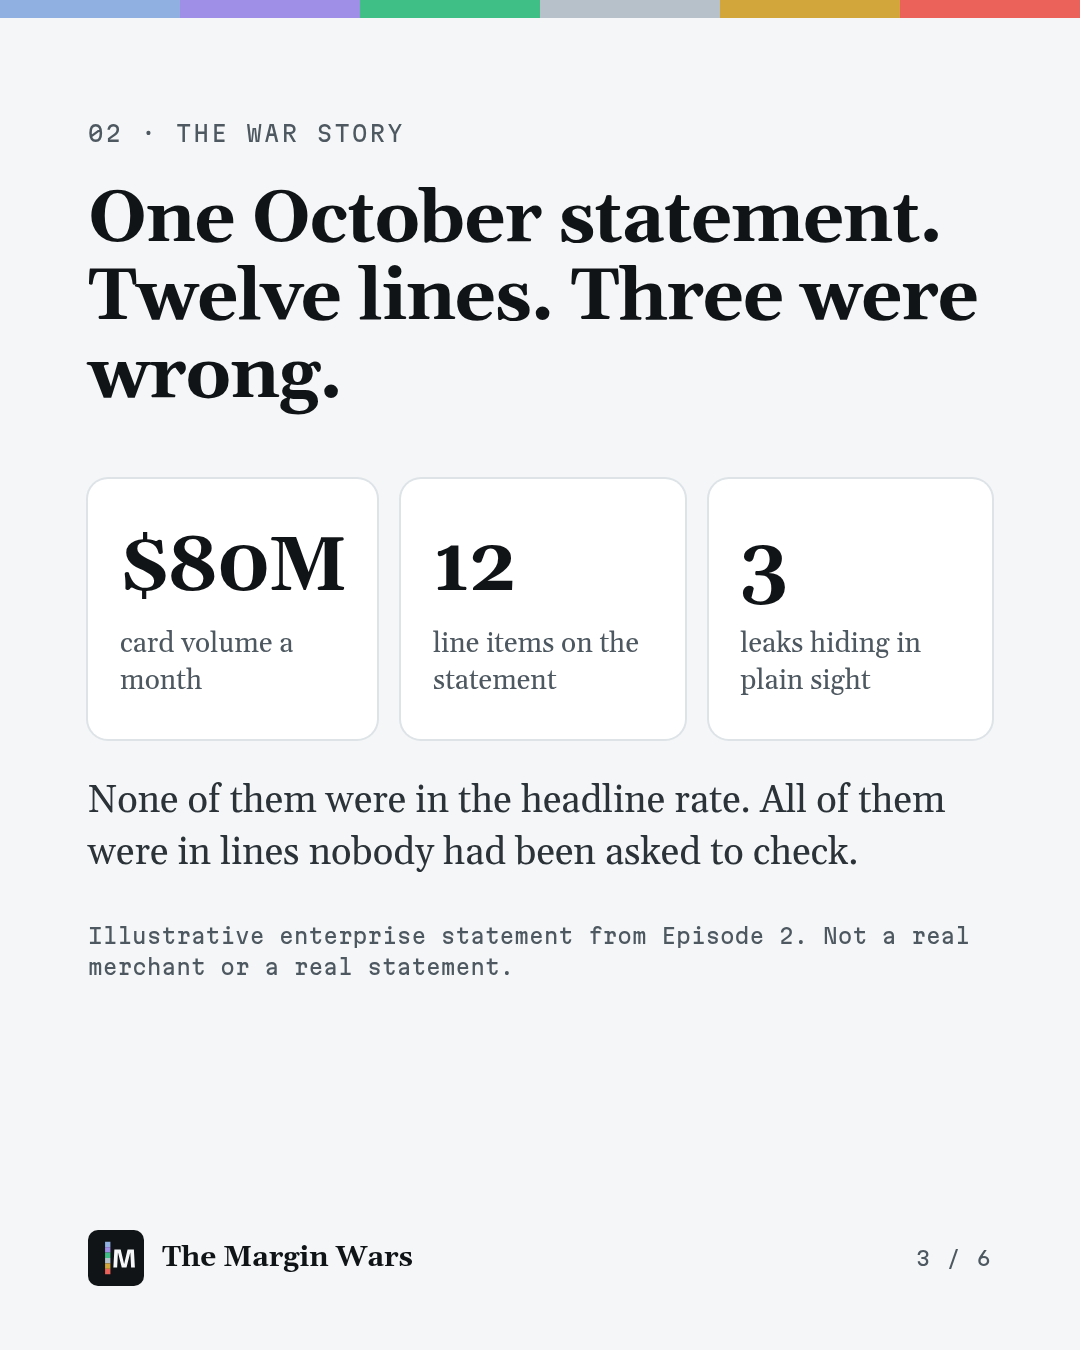 02 · THE WAR STORY
One October statement.
Twelve lines. Three were
wrong.
$80M
card volume a
month
12
line items on the
statement
3
leaks hiding in
plain sight
None of them were in the headline rate. All of them
were in lines nobody had been asked to check.
Illustrative enterprise statement from Episode 2. Not a real
merchant or a real statement.
M
The Margin Wars
3 / 6